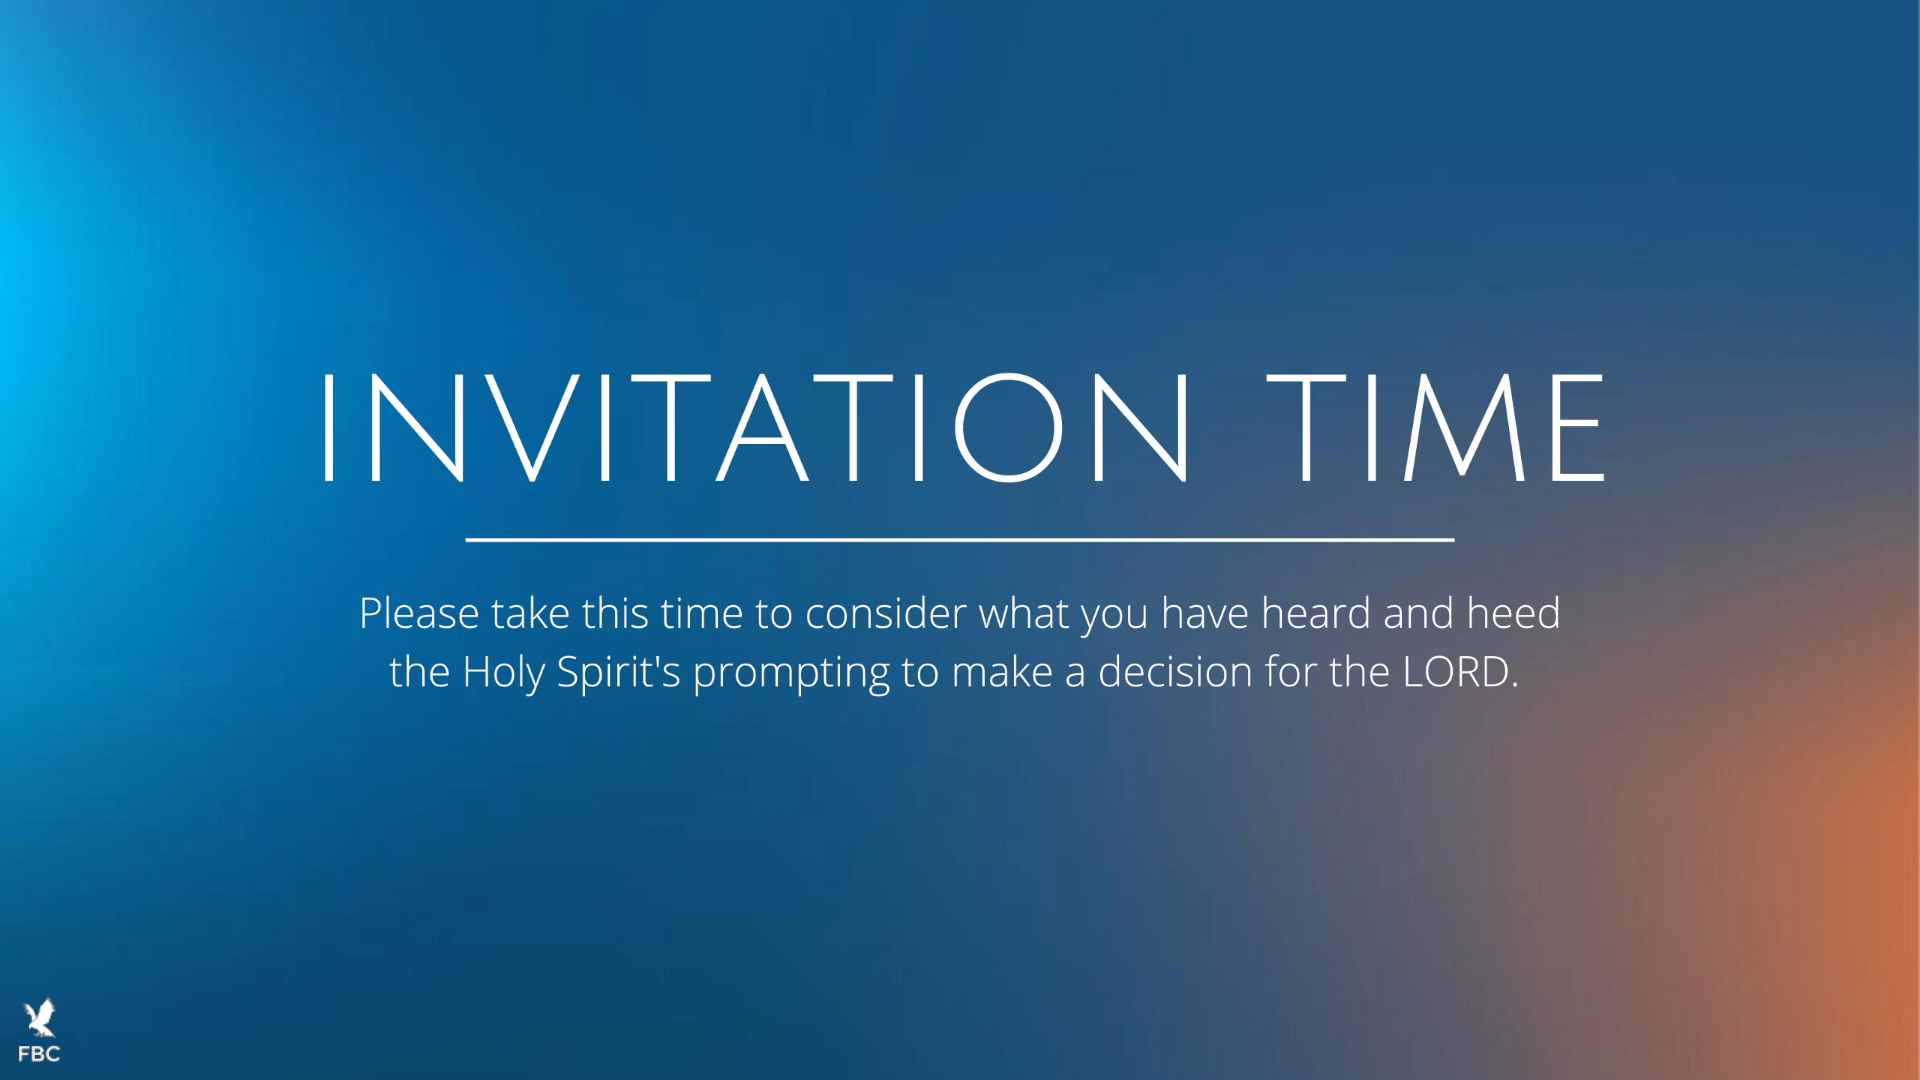 INVITATION TIME
Please take this time to consider what you have heard and heed
the Holy Spirit's prompting to make a decision for the LORD.
FBC